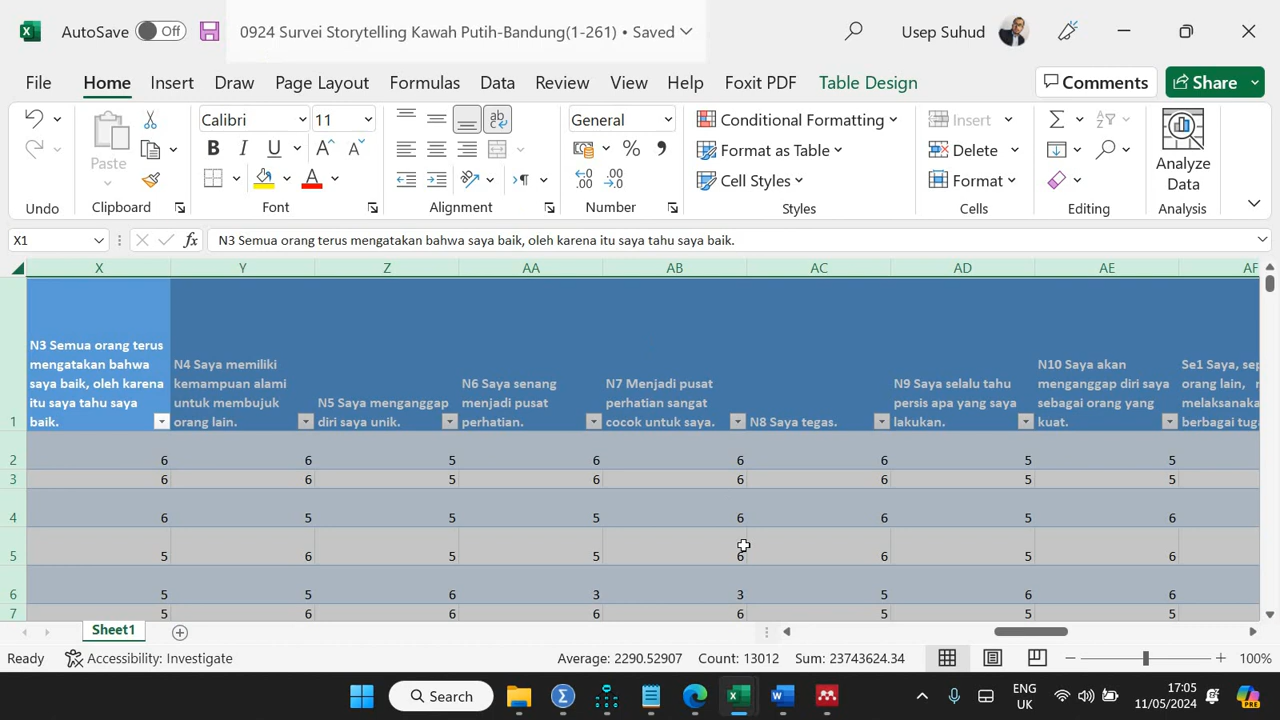 AutoSave Off 0924 Survei Storytelling Kawah Putih-Bandung(1-261) • Saved Usep Suhud
File Home Insert Draw Page Layout Formulas Data Review View Help Foxit PDF Table Design Comments Share
Calibri 11 General Conditional Formatting Insert
Paste Format as Table Delete
Cell Styles Format Analyze
Data
Undo Clipboard Font Alignment Number Styles Cells Editing Analysis
X1 fx N3 Semua orang terus mengatakan bahwa saya baik, oleh karena itu saya tahu saya baik.
X Y Z AA AB AC AD AE AF
N3 Semua orang terus
mengatakan bahwa
saya baik, oleh karena
itu saya tahu saya
baik.
N4 Saya memiliki
kemampuan alami
untuk membujuk
orang lain.
N5 Saya menganggap
diri saya unik.
N6 Saya senang
menjadi pusat
perhatian.
N7 Menjadi pusat
perhatian sangat
cocok untuk saya.
N8 Saya tegas.
N9 Saya selalu tahu
persis apa yang saya
lakukan.
N10 Saya akan
menganggap diri saya
sebagai orang yang
kuat.
Se1 Saya, sep
orang lain, m
melaksanaka
berbagai tug
1
2 6 6 5 6 6 6 5 5
3 6 6 5 6 6 6 5 5
4 6 5 5 5 6 6 5 6
5 5 6 5 5 6 6 5 6
6 5 5 6 3 3 5 6 6
7 5 6 6 6 6 5 5 5
Sheet1
Ready Accessibility: Investigate Average: 2290.52907 Count: 13012 Sum: 23743624.34 100%
Search ENG
UK
17:05
11/05/2024
PRE